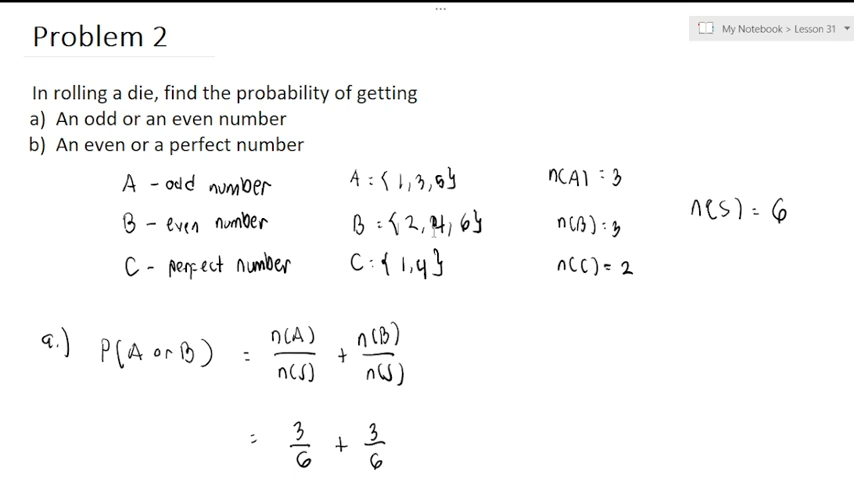 ...
My Notebook > Lesson 31
Problem 2
In rolling a die, find the probability of getting
a) An odd or an even number
b) An even or a perfect number
A - odd number A = {1,3,5} n(A) = 3
B - even number B = {2,4,6} n(B) = 3 n(S) = 6
C - perfect number C = {1,4} n(C) = 2
a.) P(A or B) = n(A)/n(S) + n(B)/n(S)
= 3/6 + 3/6